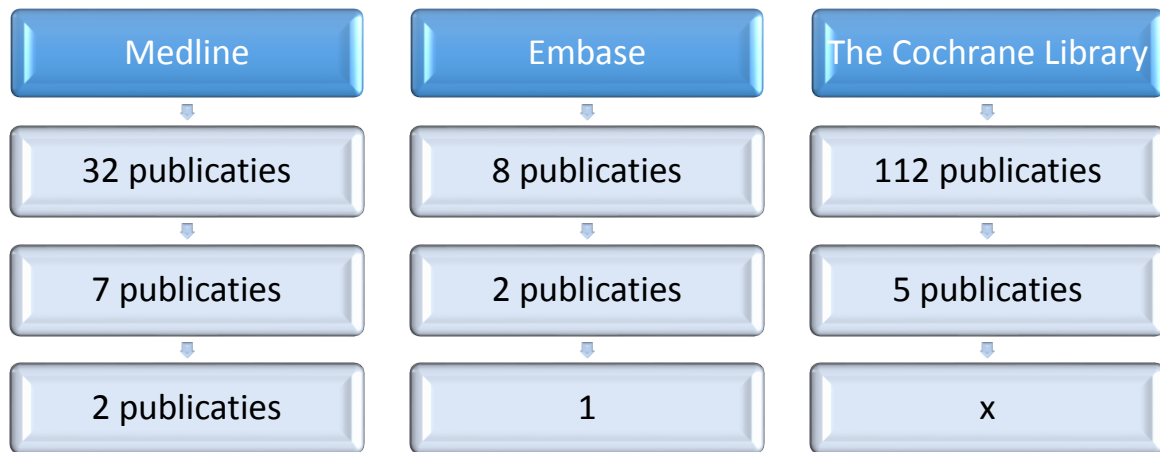 Medline
Embase
The Cochrane Library
32 publicaties
8 publicaties
112 publicaties
7 publicaties
2 publicaties
5 publicaties
2 publicaties
1
x